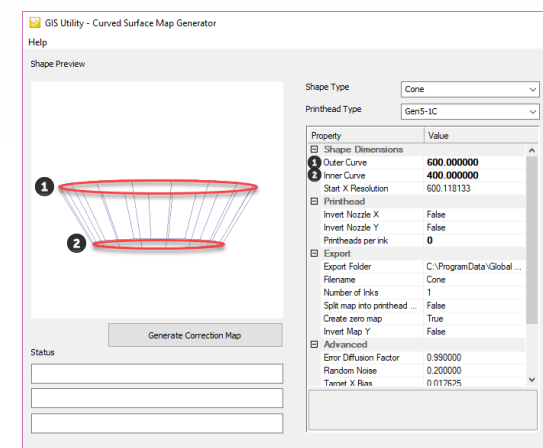 GIS Utility - Curved Surface Map Generator
Help
Shape Preview
1
2
Generate Correction Map
Status
Shape Type Cone
Printhead Type Gen5-1C
Property Value
Shape Dimensions
1 Outer Curve 600.000000
2 Inner Curve 400.000000
Start X Resolution 600.118133
Printhead
Invert Nozzle X False
Invert Nozzle Y False
Printheads per ink 0
Export
Export Folder C:\ProgramData\Global ...
Filename Cone
Number of Inks 1
Split map into printhead ... False
Create zero map True
Invert Map Y False
Advanced
Error Diffusion Factor 0.990000
Random Noise 0.200000
Target X Bias 0.017625